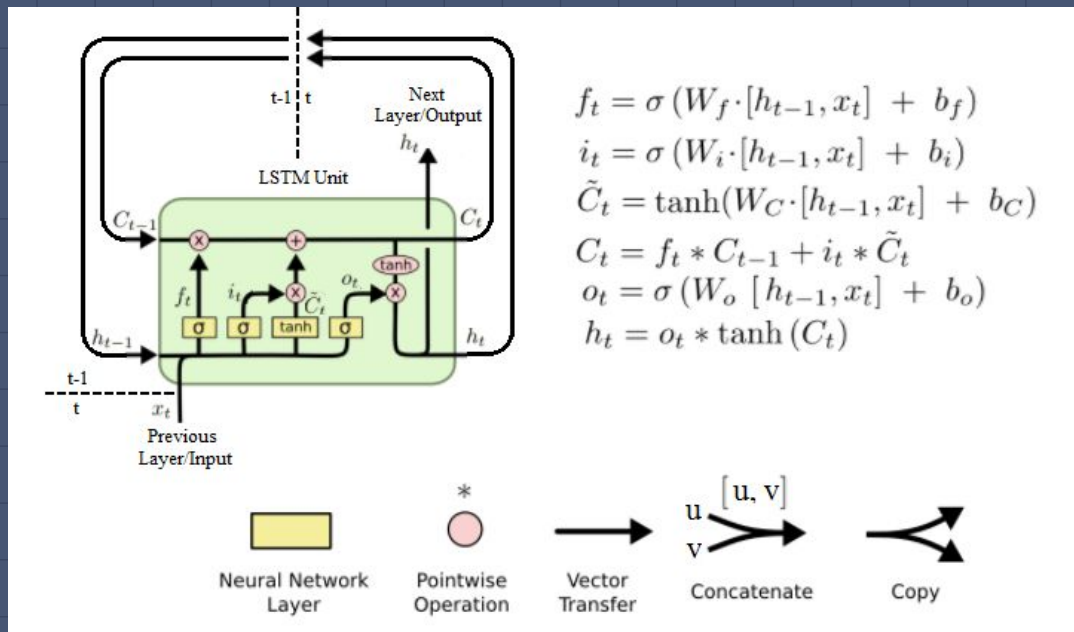 t-1 t
Next
Layer/Output
h_t
LSTM Unit
C_{t-1}
C_t
x
+
tanh
f_t
i_t
x
C̃_t
o_t
x
σ
σ
tanh
σ
h_{t-1}
h_t
t-1
t
x_t
Previous
Layer/Input
f_t = σ (W_f·[h_{t-1}, x_t] + b_f)
i_t = σ (W_i·[h_{t-1}, x_t] + b_i)
C̃_t = tanh(W_C·[h_{t-1}, x_t] + b_C)
C_t = f_t * C_{t-1} + i_t * C̃_t
o_t = σ (W_o [h_{t-1}, x_t] + b_o)
h_t = o_t * tanh (C_t)
*
[u, v]
u
v
Neural Network
Layer
Pointwise
Operation
Vector
Transfer
Concatenate
Copy